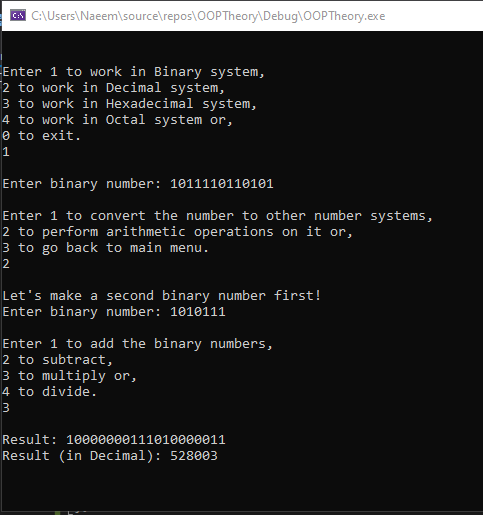 C:\Users\Naeem\source\repos\OOPTheory\Debug\OOPTheory.exe
Enter 1 to work in Binary system,
2 to work in Decimal system,
3 to work in Hexadecimal system,
4 to work in Octal system or,
0 to exit.
1
Enter binary number: 1011110110101
Enter 1 to convert the number to other number systems,
2 to perform arithmetic operations on it or,
3 to go back to main menu.
2
Let's make a second binary number first!
Enter binary number: 1010111
Enter 1 to add the binary numbers,
2 to subtract,
3 to multiply or,
4 to divide.
3
Result: 10000000111010000011
Result (in Decimal): 528003